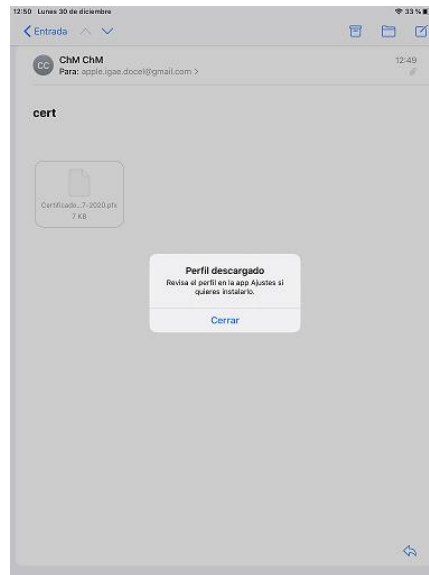 12:50 Lunes 30 de diciembre 33 %
Entrada
CC
ChM ChM
12:49
Para: apple.igae.docel@gmail.com >
cert
Certificado...7-2020.pfx
7 KB
Perfil descargado
Revisa el perfil en la app Ajustes si
quieres instalarlo.
Cerrar